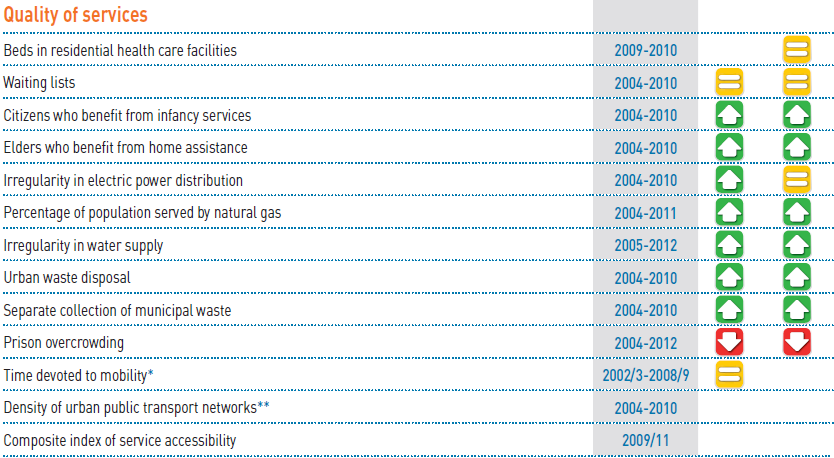 Quality of services
Beds in residential health care facilities 2009-2010
Waiting lists 2004-2010
Citizens who benefit from infancy services 2004-2010
Elders who benefit from home assistance 2004-2010
Irregularity in electric power distribution 2004-2010
Percentage of population served by natural gas 2004-2011
Irregularity in water supply 2005-2012
Urban waste disposal 2004-2010
Separate collection of municipal waste 2004-2010
Prison overcrowding 2004-2012
Time devoted to mobility* 2002/3-2008/9
Density of urban public transport networks** 2004-2010
Composite index of service accessibility 2009/11